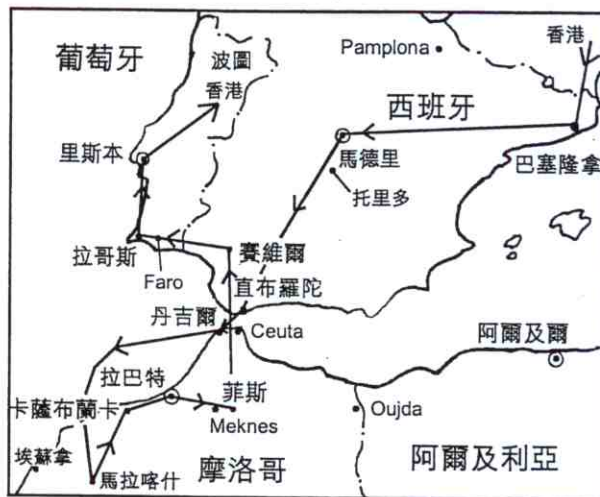 香港
Pamplona
葡萄牙
波圖
香港
西班牙
里斯本
馬德里
巴塞隆拿
托里多
拉哥斯
賽維爾
Faro
直布羅陀
丹吉爾
Ceuta
阿爾及爾
拉巴特
卡薩布蘭卡
菲斯
Meknes
Oujda
埃蘇拿
馬拉喀什
摩洛哥
阿爾及利亞